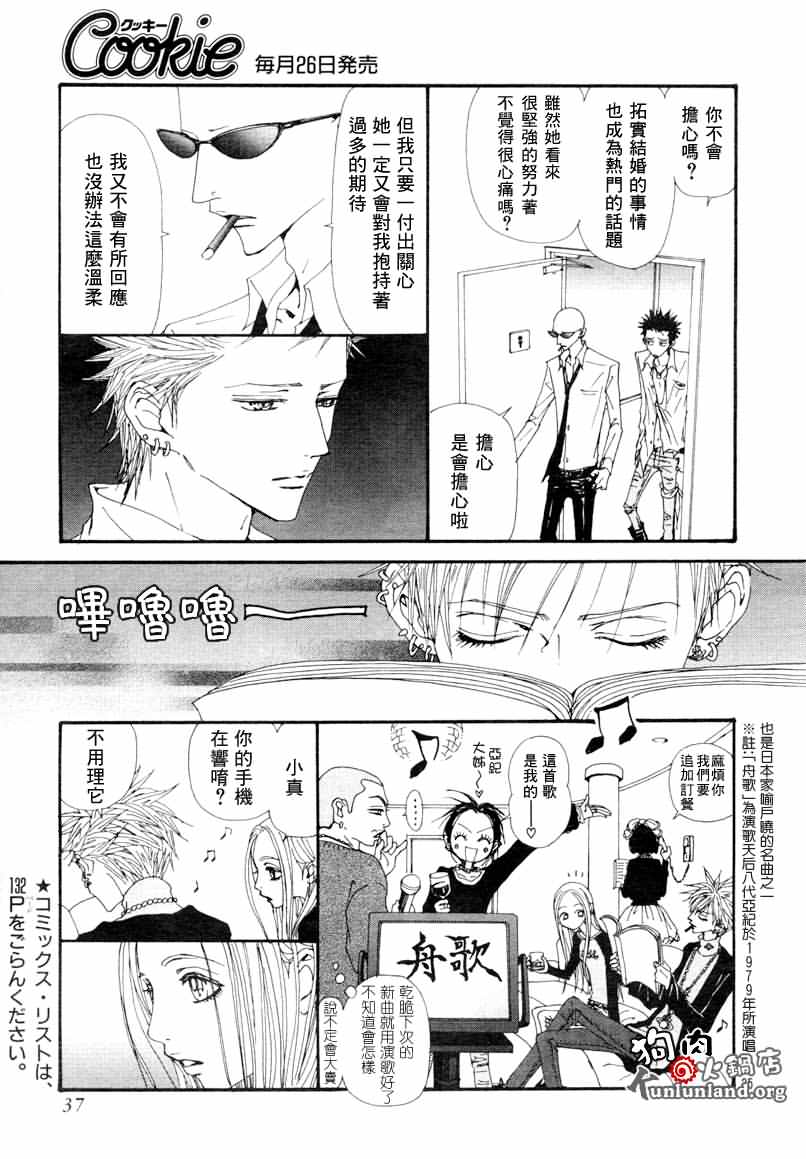 クッキー
Cookie
毎月26日発売
你不會
擔心嗎？
拓實結婚的事情
也成為熱門的話題
雖然她看來
很堅強的努力著
不覺得很心痛嗎？
擔心
是會擔心啦
但我只要一付出關心
她一定又會對我抱持著
過多的期待
我又不會有所回應
也沒辦法這麼溫柔
嗶嚕嚕
麻煩你
我們要
追加訂餐
這首歌
是我的
亞紀
大姊
‥‥
舟歌
乾脆下次的
新曲就用演歌好了
不知道會怎樣
說不定會大賣
※註：「舟歌」為演歌天后八代亞紀於1979年所演唱
也是日本家喻戶曉的名曲之一
小真
你的手機
在響唷？
不用理它
★コミックス・リストは、
132Pをごらんください。
37
狗肉火鍋店
Kunlunland.org